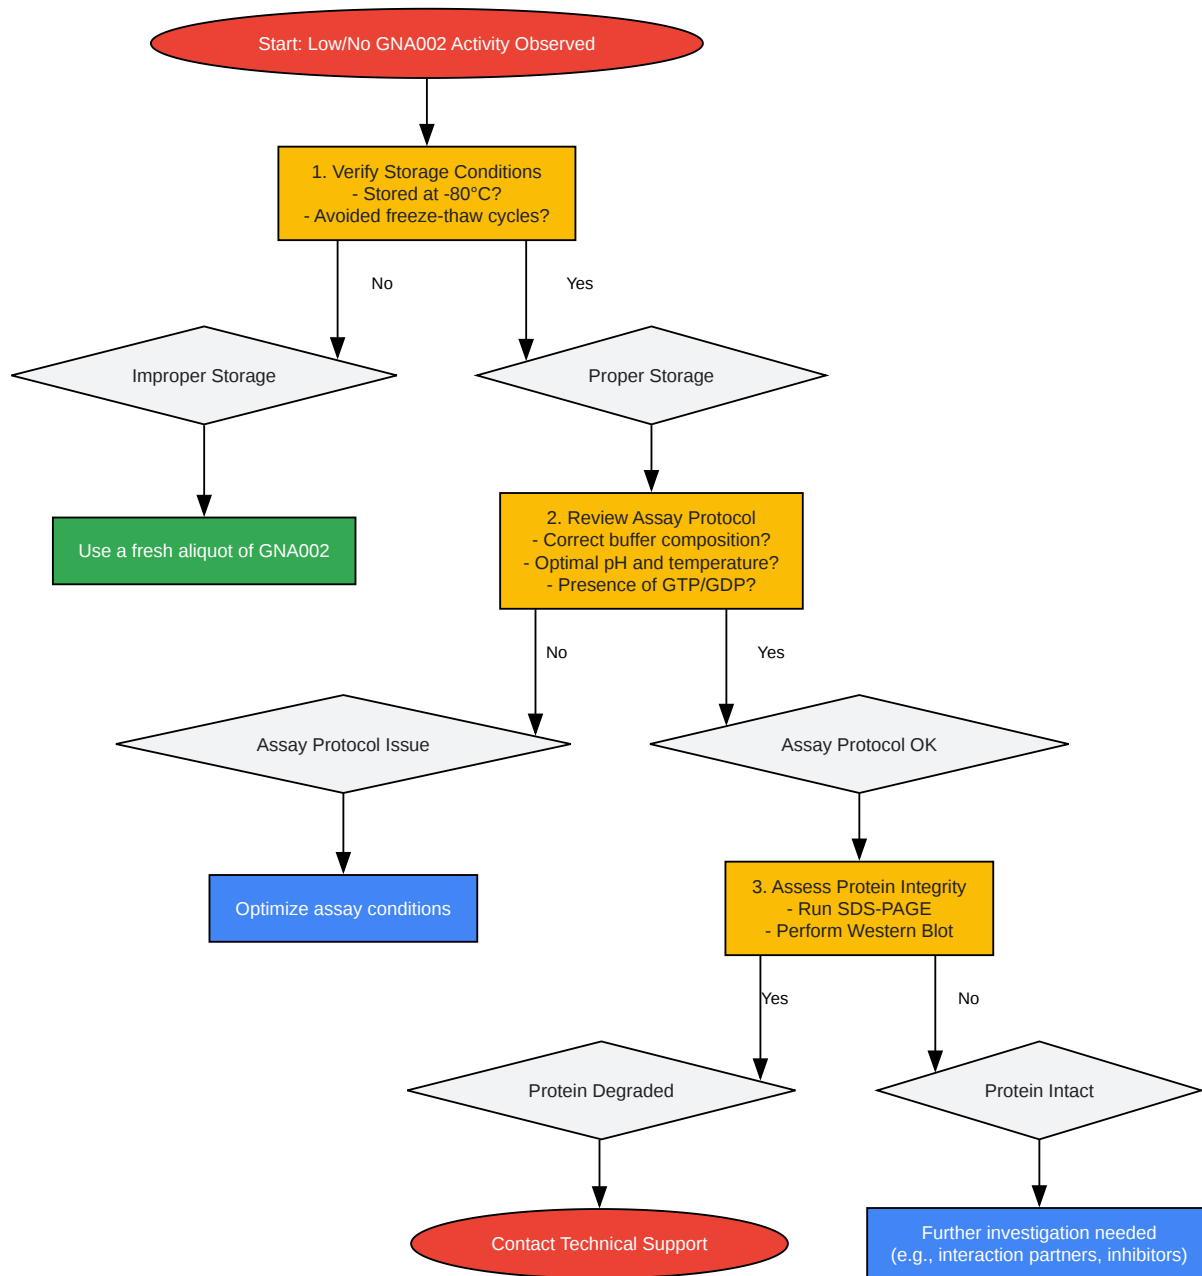 Start: Low/No GNA002 Activity Observed
1. Verify Storage Conditions
- Stored at -80°C?
- Avoided freeze-thaw cycles?
No
Yes
Improper Storage
Proper Storage
Use a fresh aliquot of GNA002
2. Review Assay Protocol
- Correct buffer composition?
- Optimal pH and temperature?
- Presence of GTP/GDP?
No
Yes
Assay Protocol Issue
Assay Protocol OK
Optimize assay conditions
3. Assess Protein Integrity
- Run SDS-PAGE
- Perform Western Blot
Yes
No
Protein Degraded
Protein Intact
Contact Technical Support
Further investigation needed
(e.g., interaction partners, inhibitors)